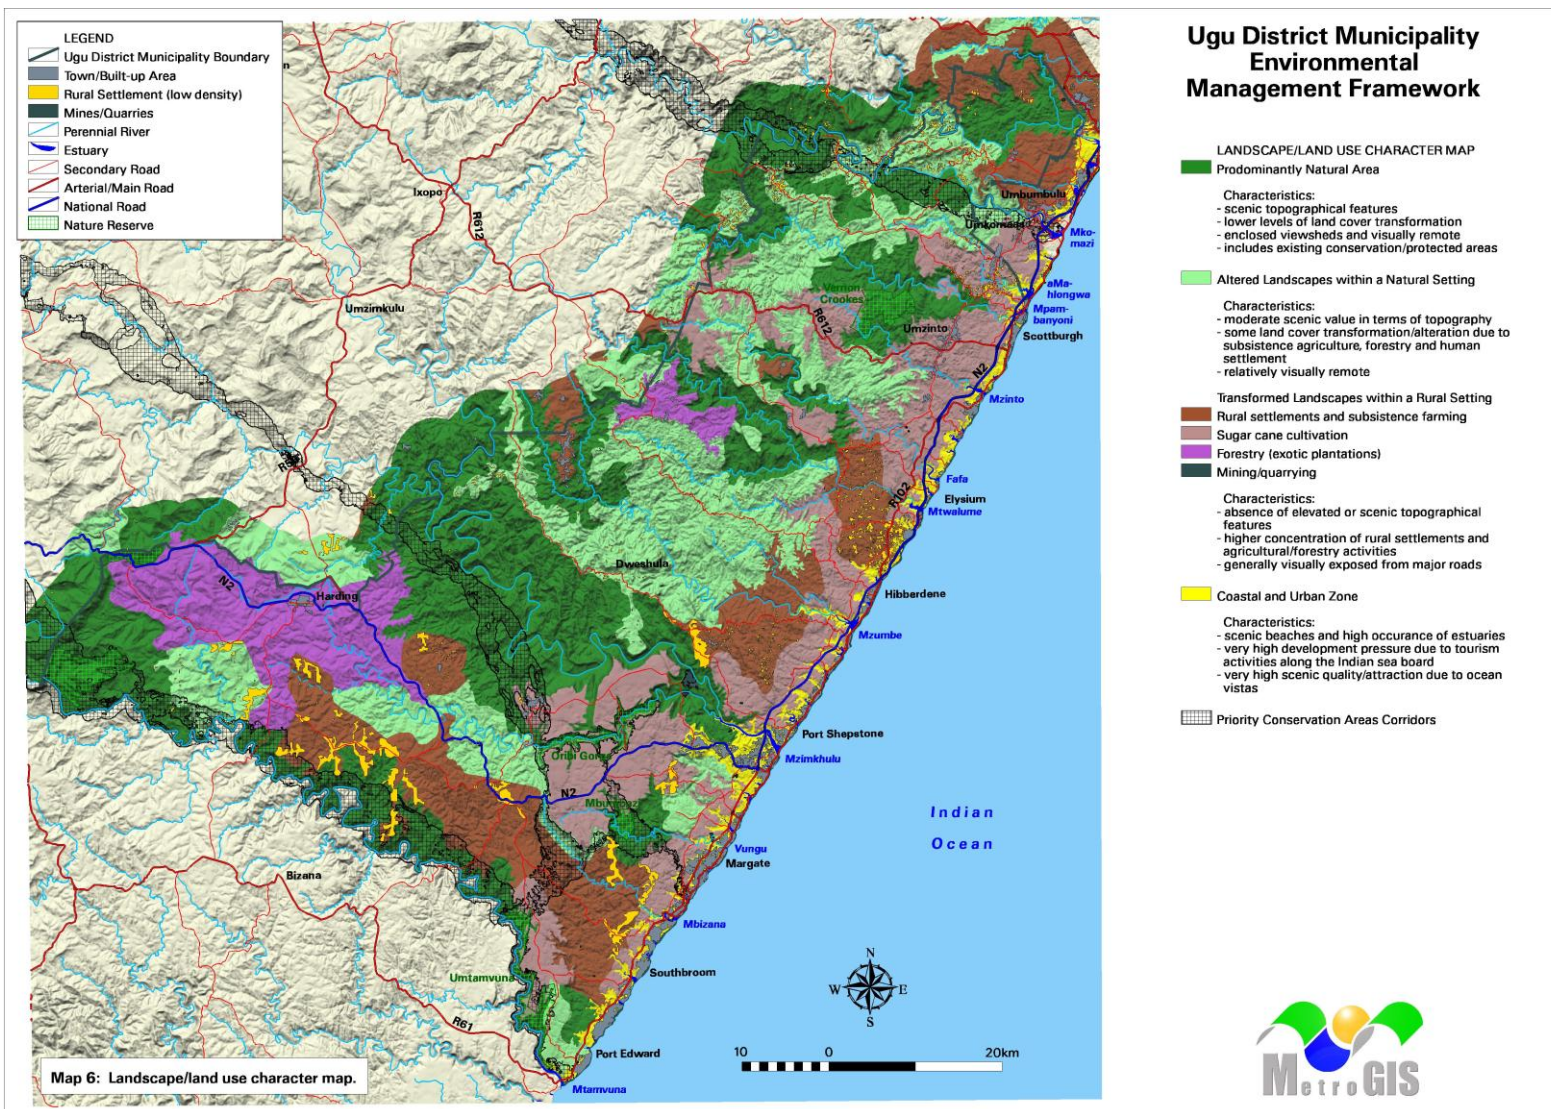 LEGEND
Ugu District Municipality Boundary
Town/Built-up Area
Rural Settlement (low density)
Mines/Quarries
Perennial River
Estuary
Secondary Road
Arterial/Main Road
National Road
Nature Reserve
Ugu District Municipality
Environmental
Management Framework
LANDSCAPE/LAND USE CHARACTER MAP
Prodominantly Natural Area
Characteristics:
- scenic topographical features
- lower levels of land cover transformation
- enclosed viewsheds and visually remote
- includes existing conservation/protected areas
Altered Landscapes within a Natural Setting
Characteristics:
- moderate scenic value in terms of topography
- some land cover transformation/alteration due to
subsistence agriculture, forestry and human
settlement
- relatively visually remote
Transformed Landscapes within a Rural Setting
Rural settlements and subsistence farming
Sugar cane cultivation
Forestry (exotic plantations)
Mining/quarrying
Characteristics:
- absence of elevated or scenic topographical
features
- higher concentration of rural settlements and
agricultural/forestry activities
- generally visually exposed from major roads
Coastal and Urban Zone
Characteristics:
- scenic beaches and high occurance of estuaries
- very high development pressure due to tourism
activities along the Indian sea board
- very high scenic quality/attraction due to ocean
vistas
Priority Conservation Areas Corridors
Ixopo
R612
Umbumbulu
Umkomaas
Mko-
mazi
Umzimkulu
Vernon
Crookes
aMa-
hlongwa
Mpam-
banyoni
R612
Umzinto
Scottburgh
N2
Mzinto
Fafa
R102
Elysium
Mtwalume
Dweshula
N2
Harding
Hibberdene
Mzumbe
Port Shepstone
Oribi Gorge
Mzimkhulu
N2
Mbumbazi
Indian
Ocean
Vungu
Margate
Bizana
Mbizana
Umtamvuna
Southbroom
N
W
E
S
R61
Port Edward
10
0
20km
Map 6: Landscape/land use character map.
Mtamvuna
MetroGIS